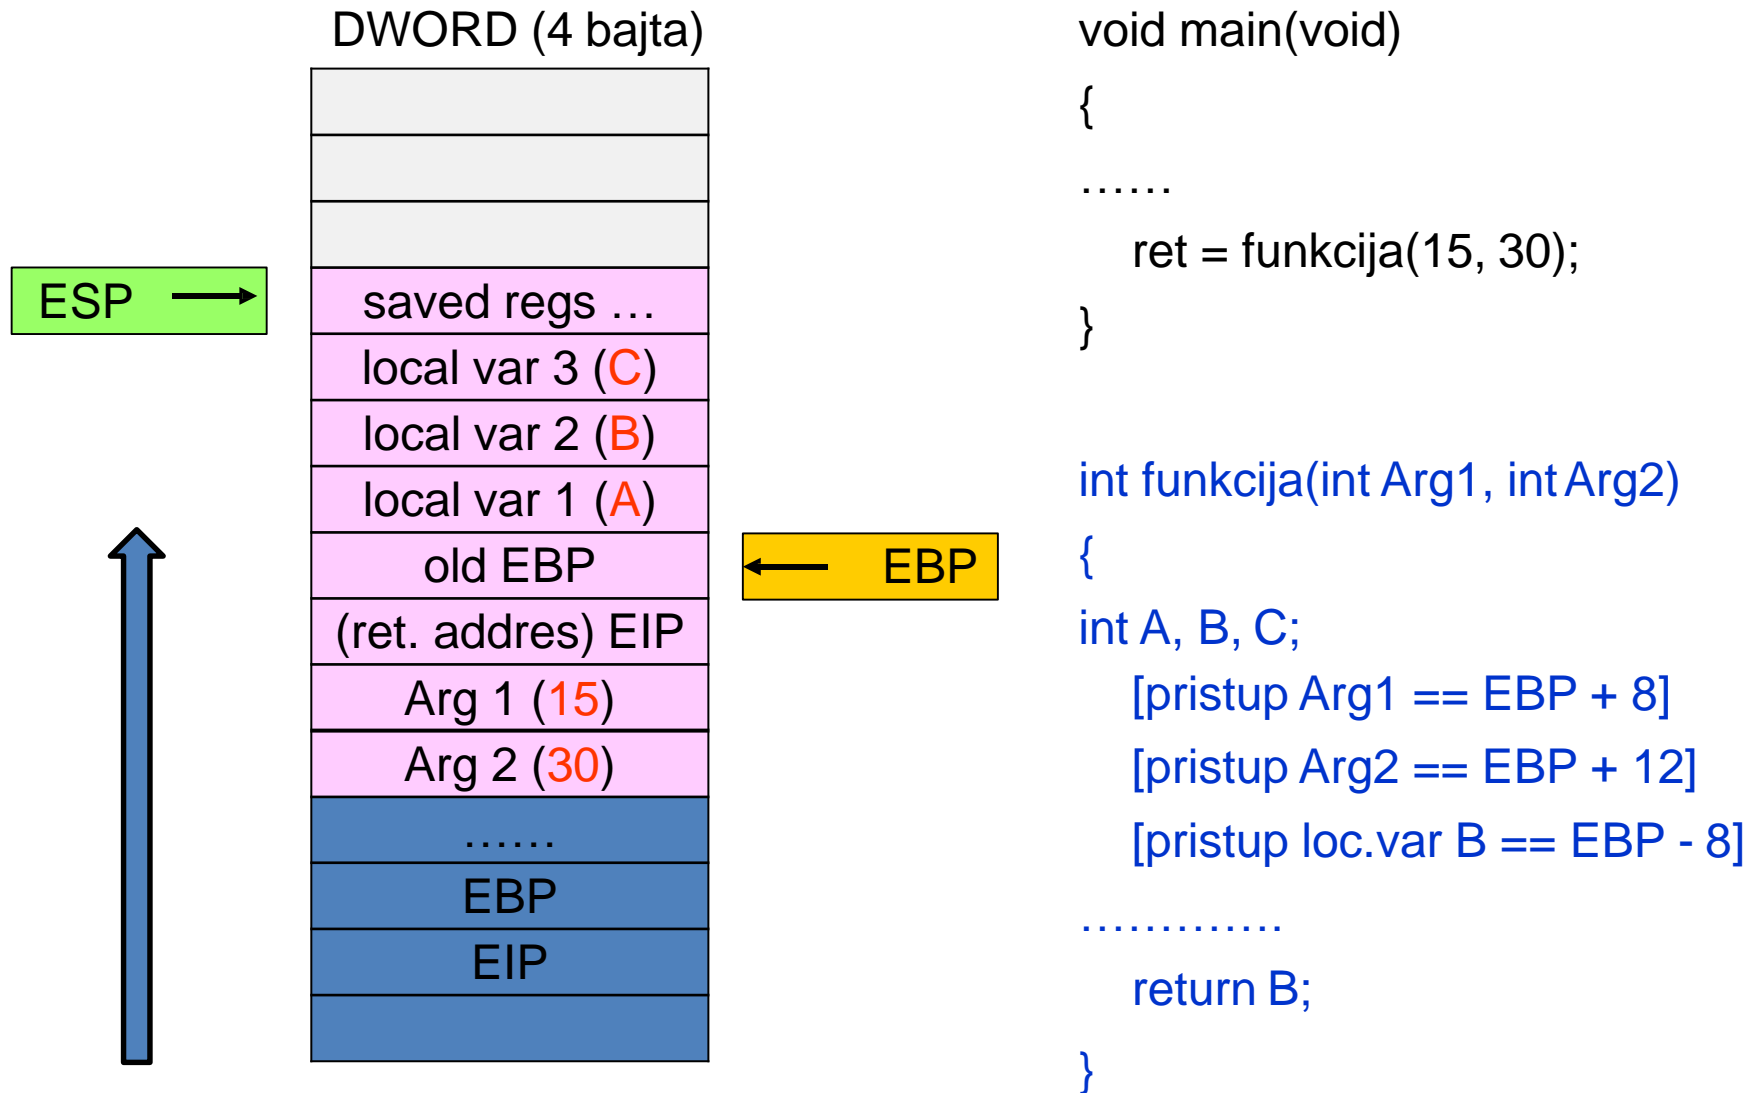 DWORD (4 bajta)
ESP
saved regs …
local var 3 (C)
local var 2 (B)
local var 1 (A)
old EBP
(ret. addres) EIP
Arg 1 (15)
Arg 2 (30)
……
EBP
EIP
EBP
void main(void)
{
……
ret = funkcija(15, 30);
}
int funkcija(int Arg1, int Arg2)
{
int A, B, C;
[pristup Arg1 == EBP + 8]
[pristup Arg2 == EBP + 12]
[pristup loc.var B == EBP - 8]
………….
return B;
}